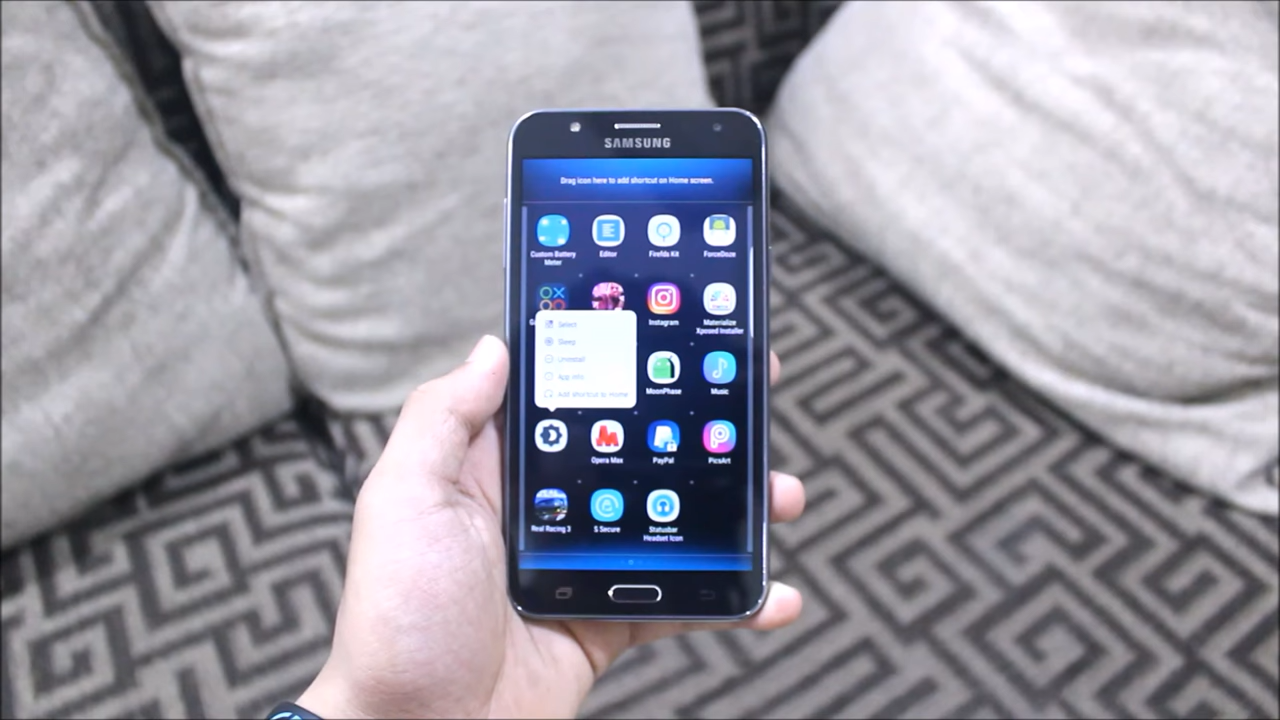 SAMSUNG
Drag icon here to add shortcut on Home screen.
Custom Battery
Meter
Editor
Firefds Kit
ForceDoze
Instagram
Materialize
Xposed Installer
Select
Sleep
Uninstall
App info
Add shortcut to Home
MoonPhase
Music
Opera Max
PayPal
PicsArt
Real Racing 3
S Secure
Statusbar
Headset Icon